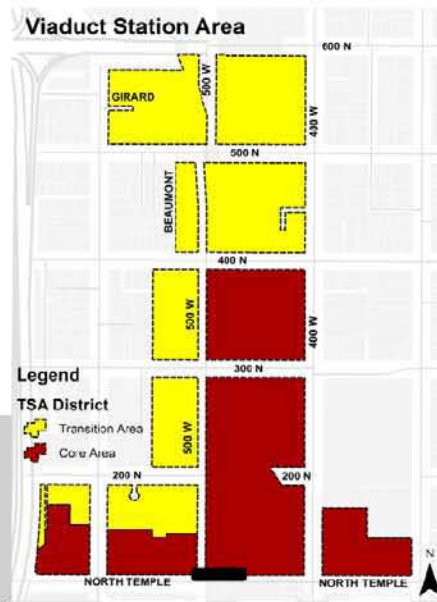 Viaduct Station Area
600 N
500 W
GIRARD
400 W
500 N
BEAUMONT
400 N
500 W
400 W
300 N
Legend
TSA District
500 W
Transition Area
Core Area
200 N
200 N
N
NORTH TEMPLE
NORTH TEMPLE